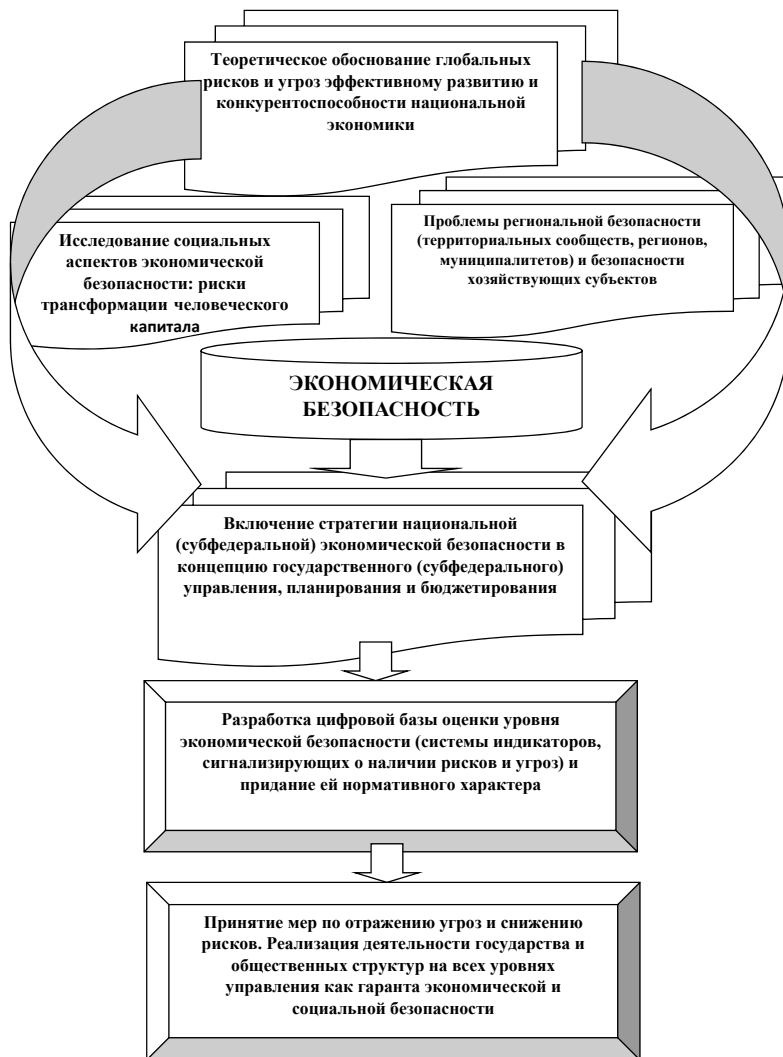 Теоретическое обоснование глобальных
рисков и угроз эффективному развитию и
конкурентоспособности национальной
экономики
Исследование социальных
аспектов экономической
безопасности: риски
трансформации человеческого
капитала
Проблемы региональной безопасности
(территориальных сообществ, регионов,
муниципалитетов) и безопасности
хозяйствующих субъектов
ЭКОНОМИЧЕСКАЯ
БЕЗОПАСНОСТЬ
Включение стратегии национальной
(субфедеральной) экономической безопасности в
концепцию государственного (субфедерального)
управления, планирования и бюджетирования
Разработка цифровой базы оценки уровня
экономической безопасности (системы индикаторов,
сигнализирующих о наличии рисков и угроз) и
придание ей нормативного характера
Принятие мер по отражению угроз и снижению
рисков. Реализация деятельности государства и
общественных структур на всех уровнях
управления как гаранта экономической и
социальной безопасности